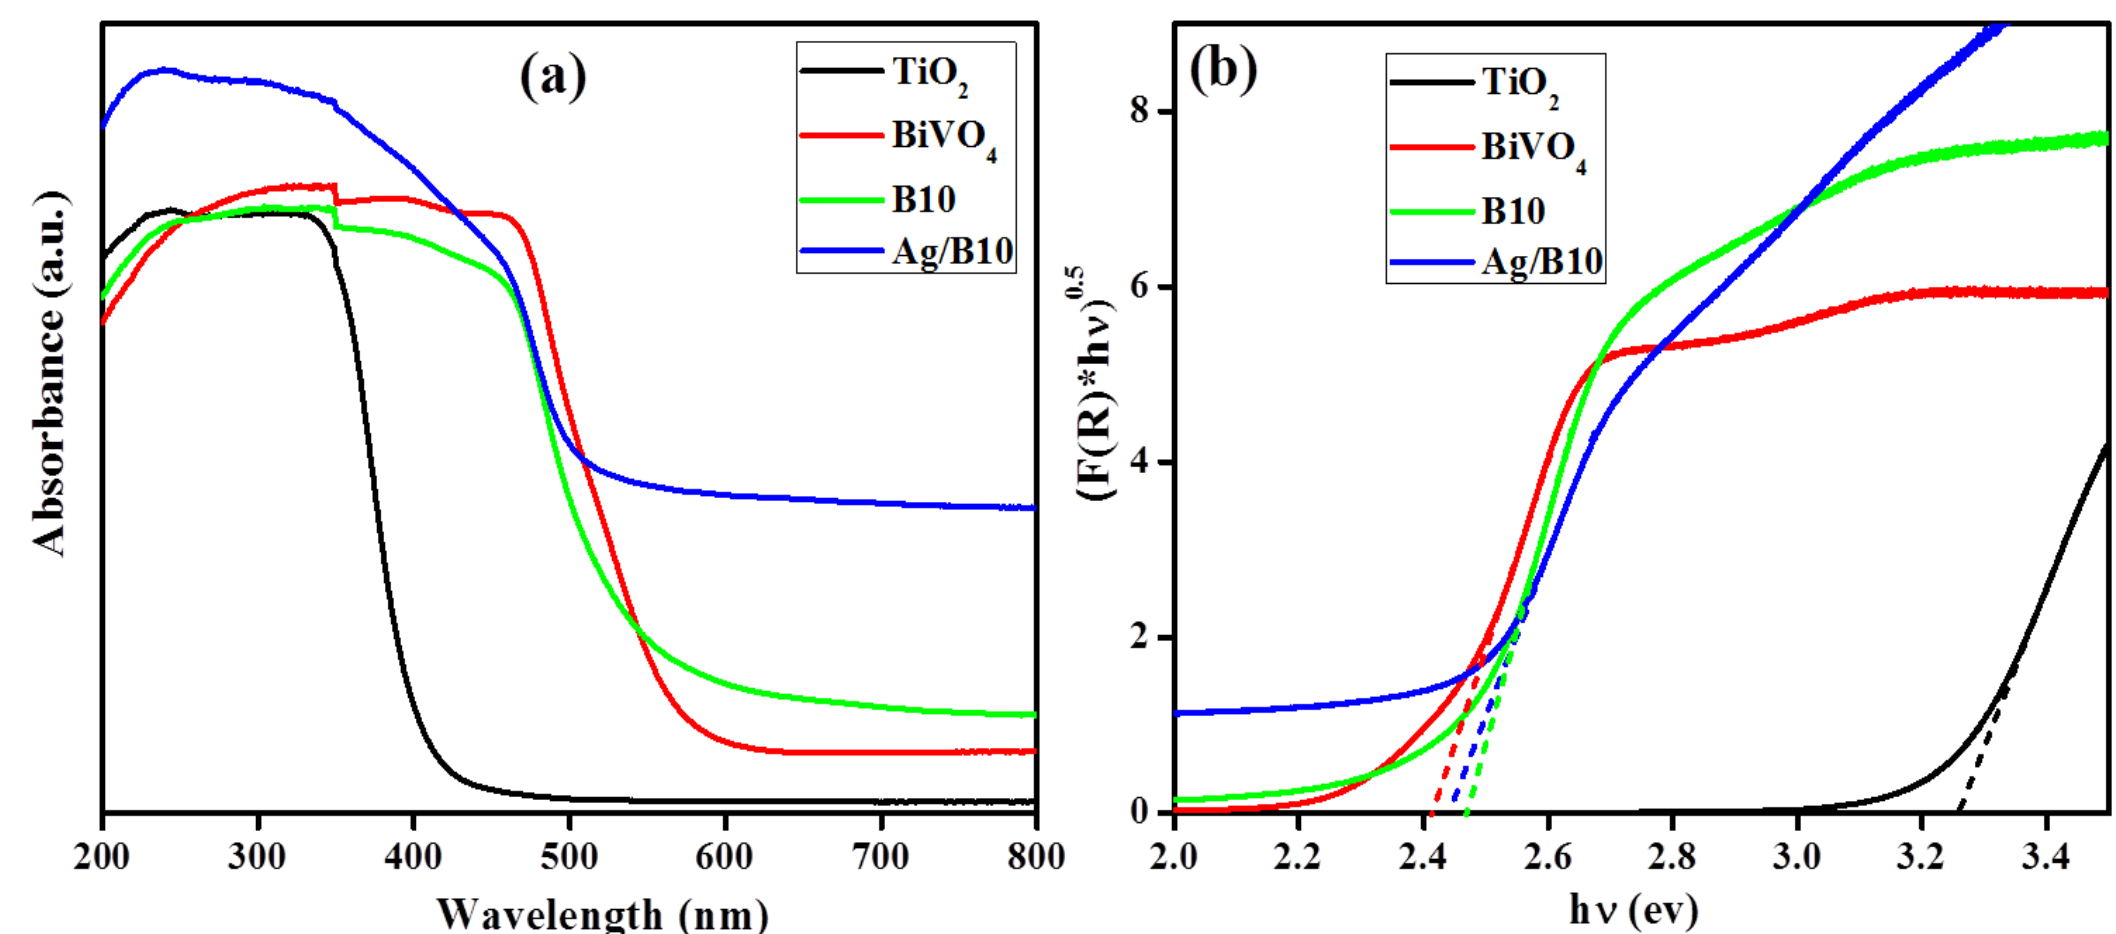 (a)
TiO₂
BiVO₄
B10
Ag/B10
Absorbance (a.u.)
200 300 400 500 600 700 800
Wavelength (nm)
(b)
TiO₂
BiVO₄
B10
Ag/B10
(F(R)*hν)⁰·⁵
8
6
4
2
0
2.0 2.2 2.4 2.6 2.8 3.0 3.2 3.4
hν (ev)